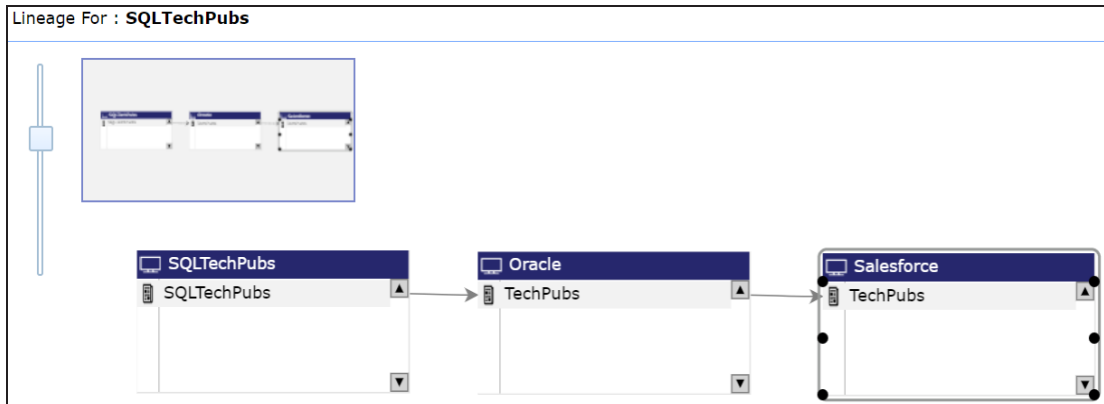 Lineage For : SQLTechPubs
SQLTechPubs
SQLTechPubs
Oracle
TechPubs
Salesforce
TechPubs